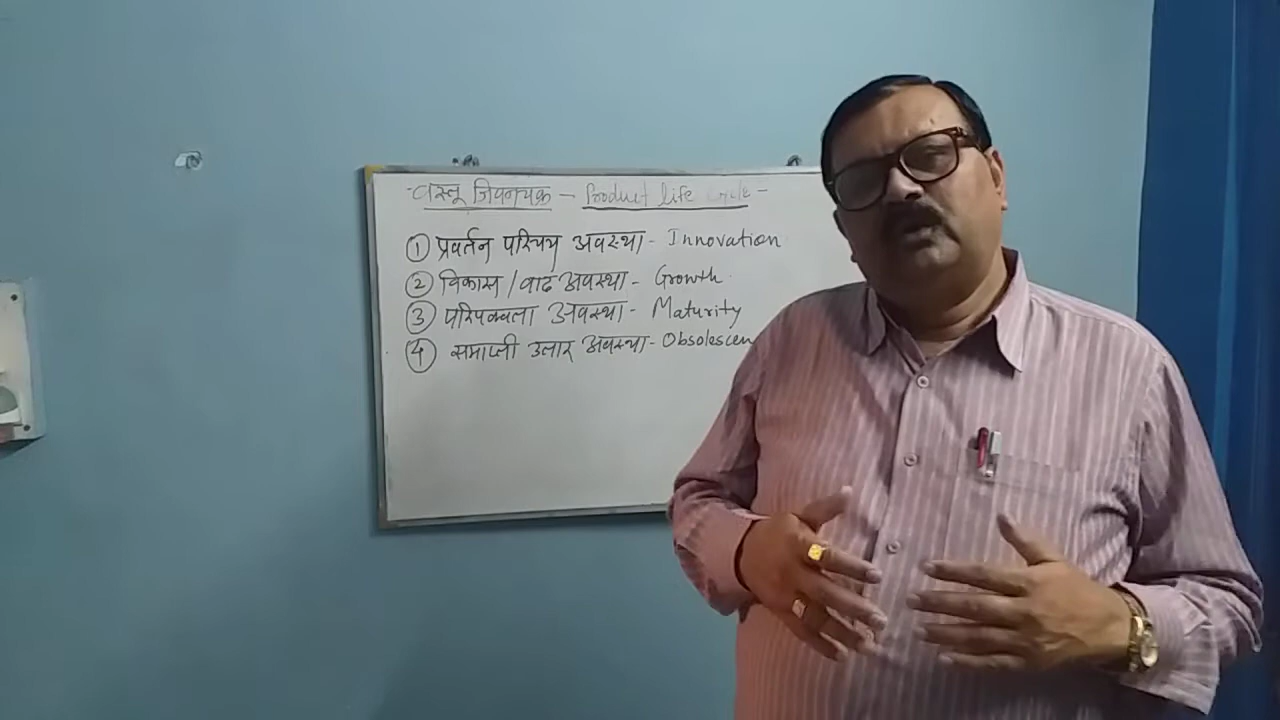 - वस्तू जिवनचक्र - Product life Cycle -
① प्रवर्तन परिचय अवस्था - Innovation
② विकास / वाढ अवस्था - Growth
③ परिपक्वता अवस्था - Maturity
④ समाप्ती उतार अवस्था - Obsolescen